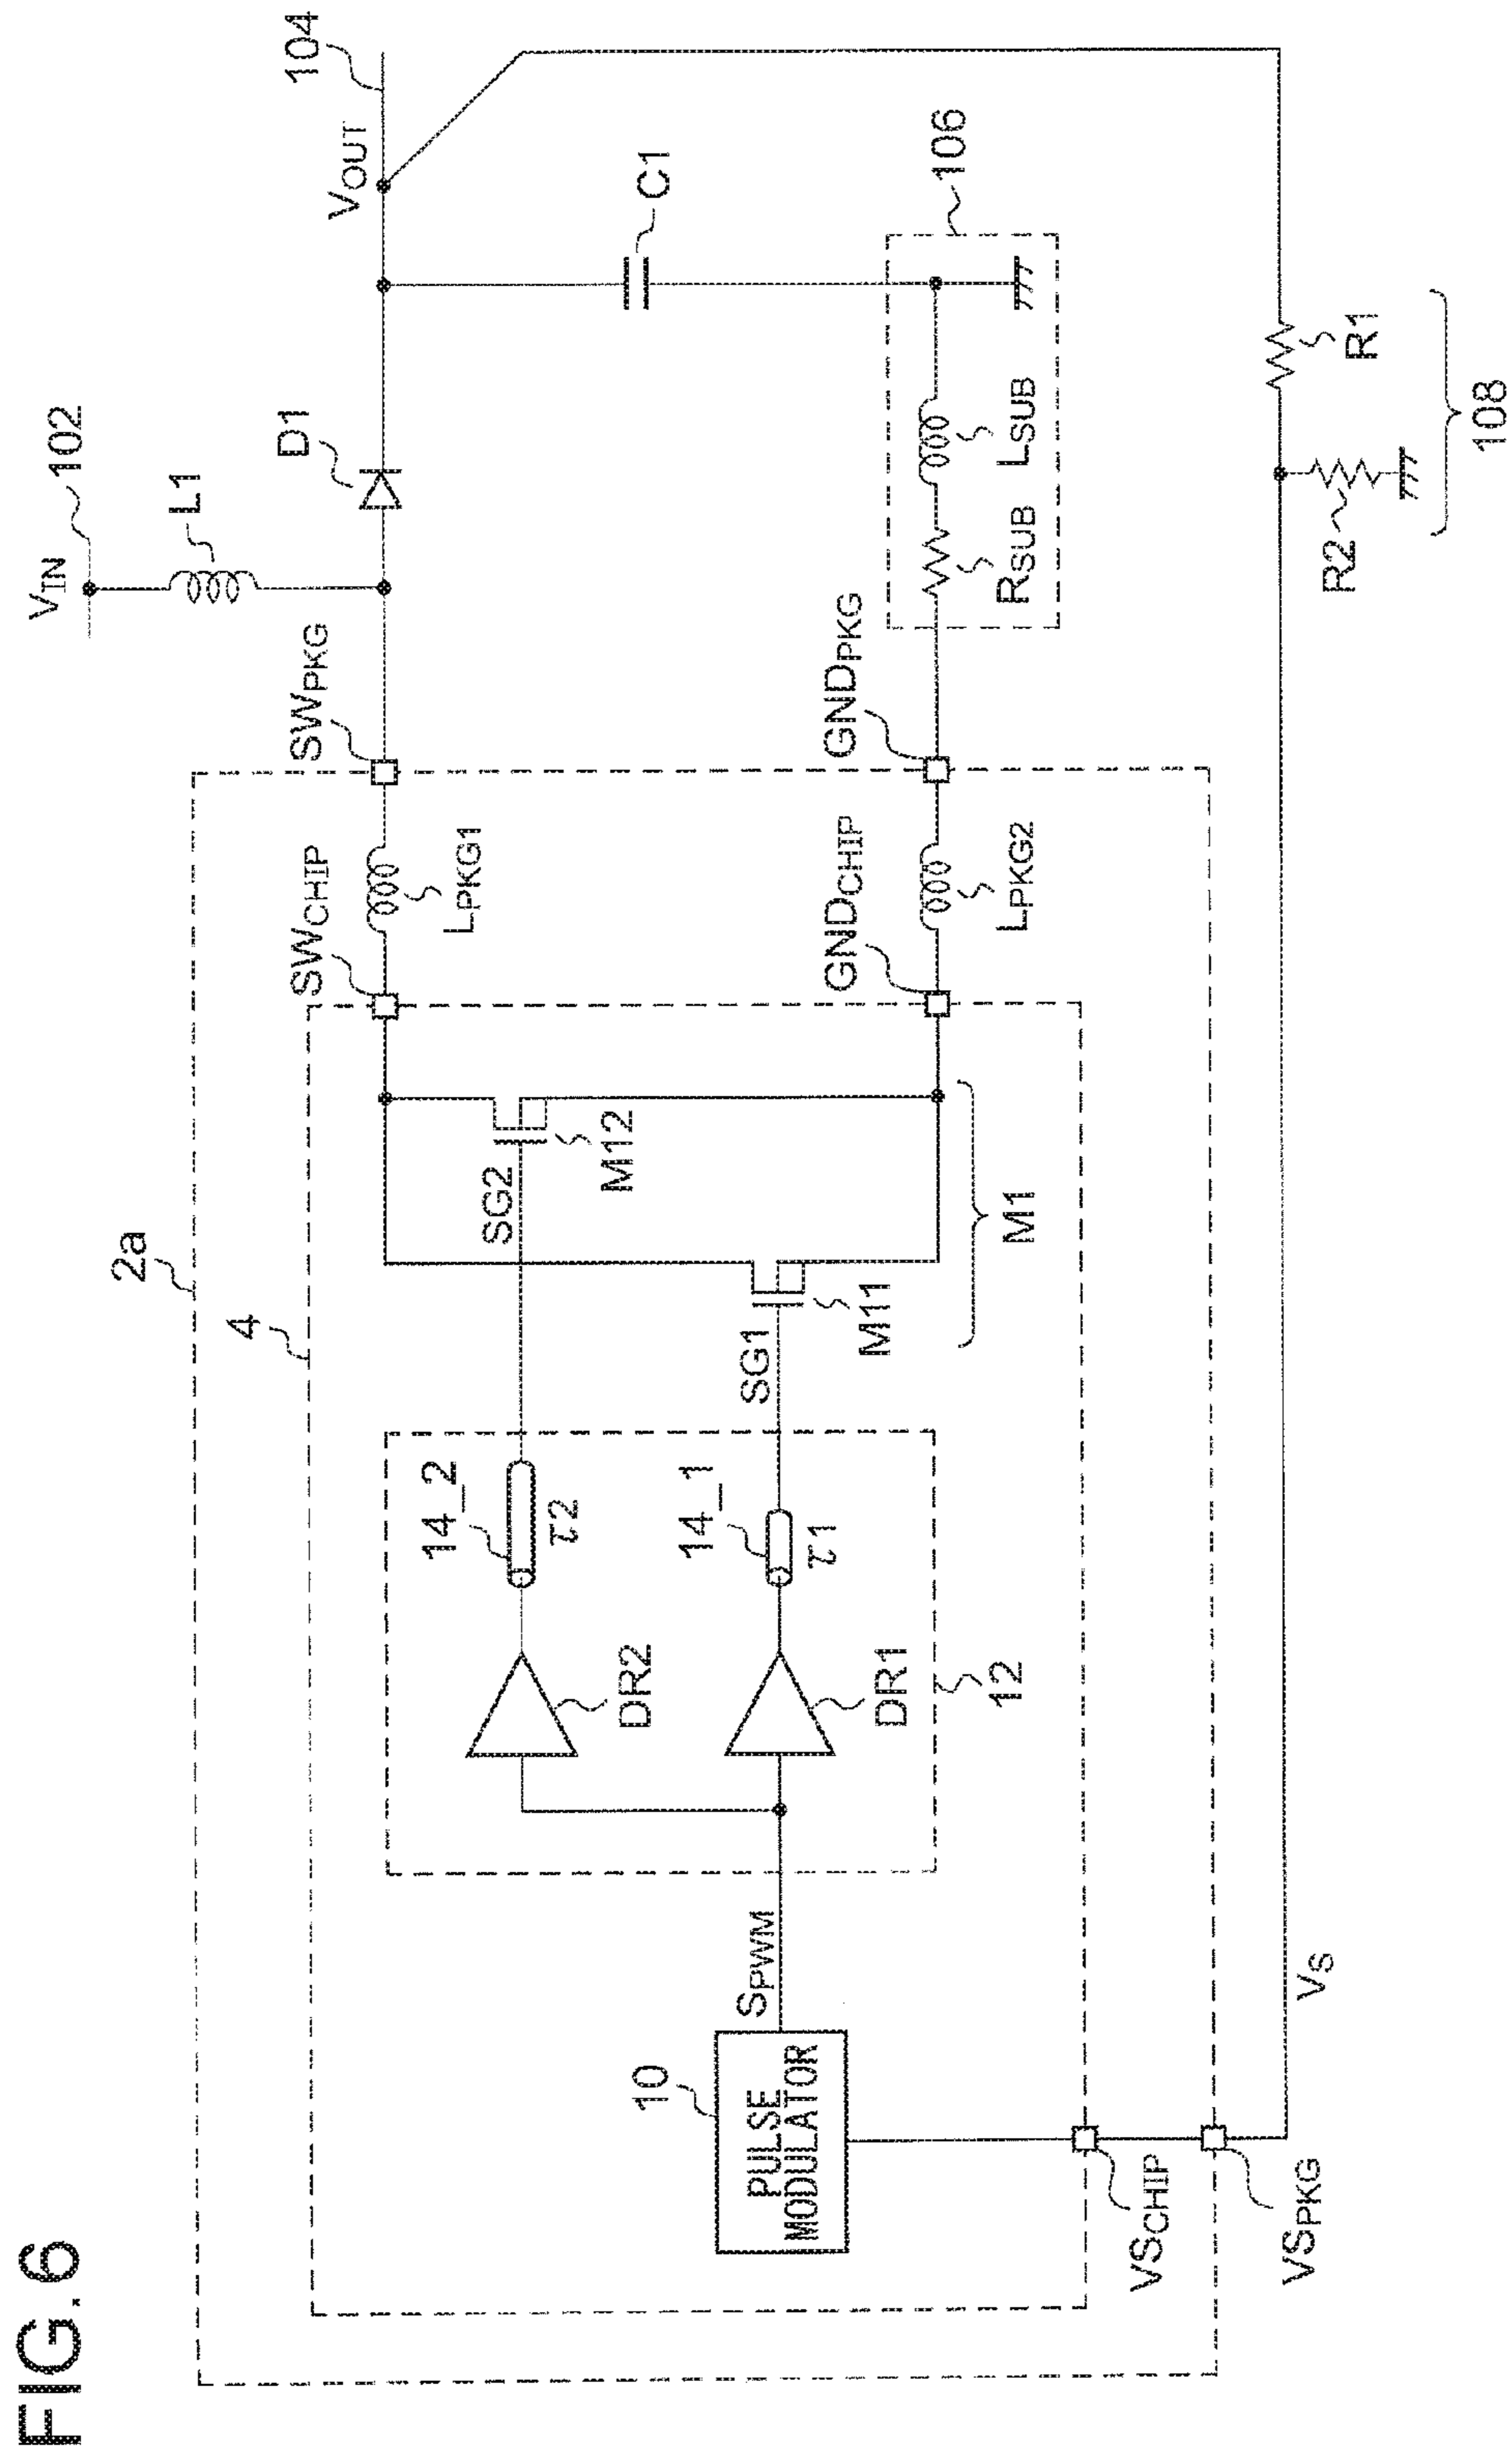 FIG.6
2a
4
10
PULSE
MODULATOR
SPWM
12
DR2
DR1
14_2
τ2
14_1
τ1
SG2
SG1
M12
M11
M1
SWCHIP
LPKG1
SWPKG
GNDCHIP
LPKG2
GNDPKG
VIN
102
L1
D1
VOUT
104
C1
106
RSUB
LSUB
R1
R2
108
VS
VSCHIP
VSPKG